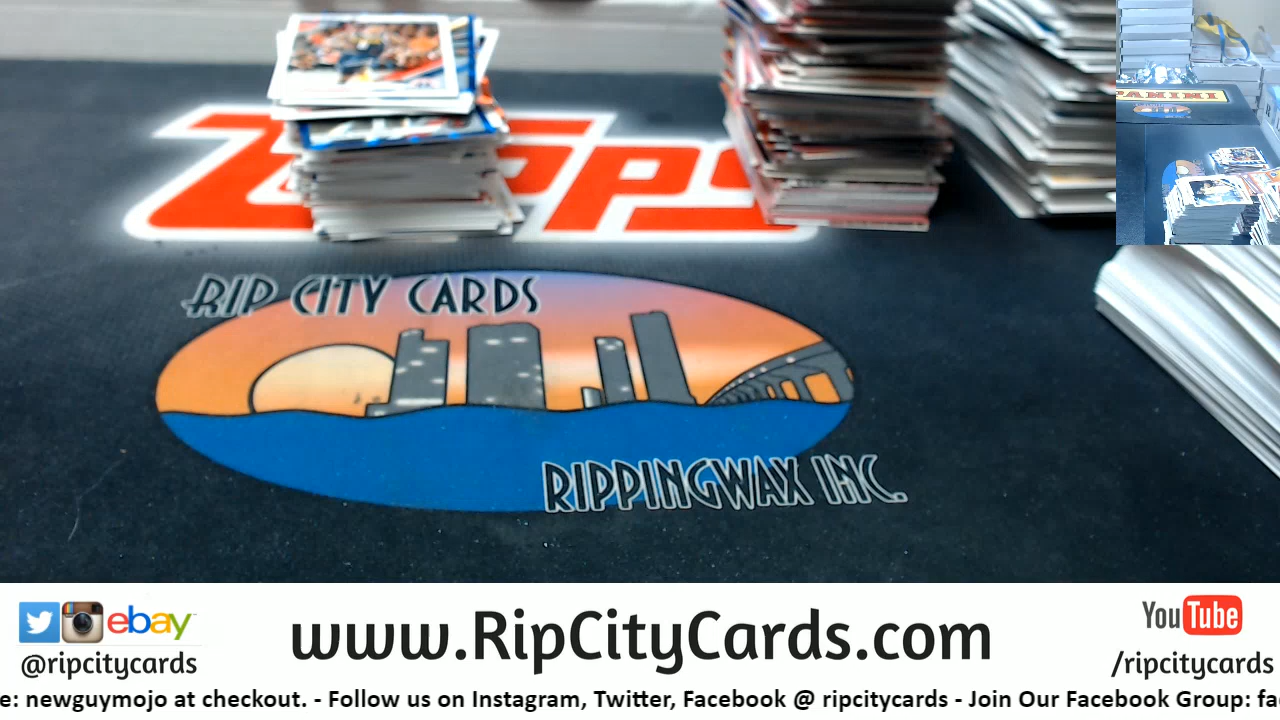 Topps
PANINI
RIP CITY CARDS
RIPPINGWAX INC.
ebay
@ripcitycards
www.RipCityCards.com
YouTube
/ripcitycards
e: newguymojo at checkout. - Follow us on Instagram, Twitter, Facebook @ ripcitycards - Join Our Facebook Group: fa